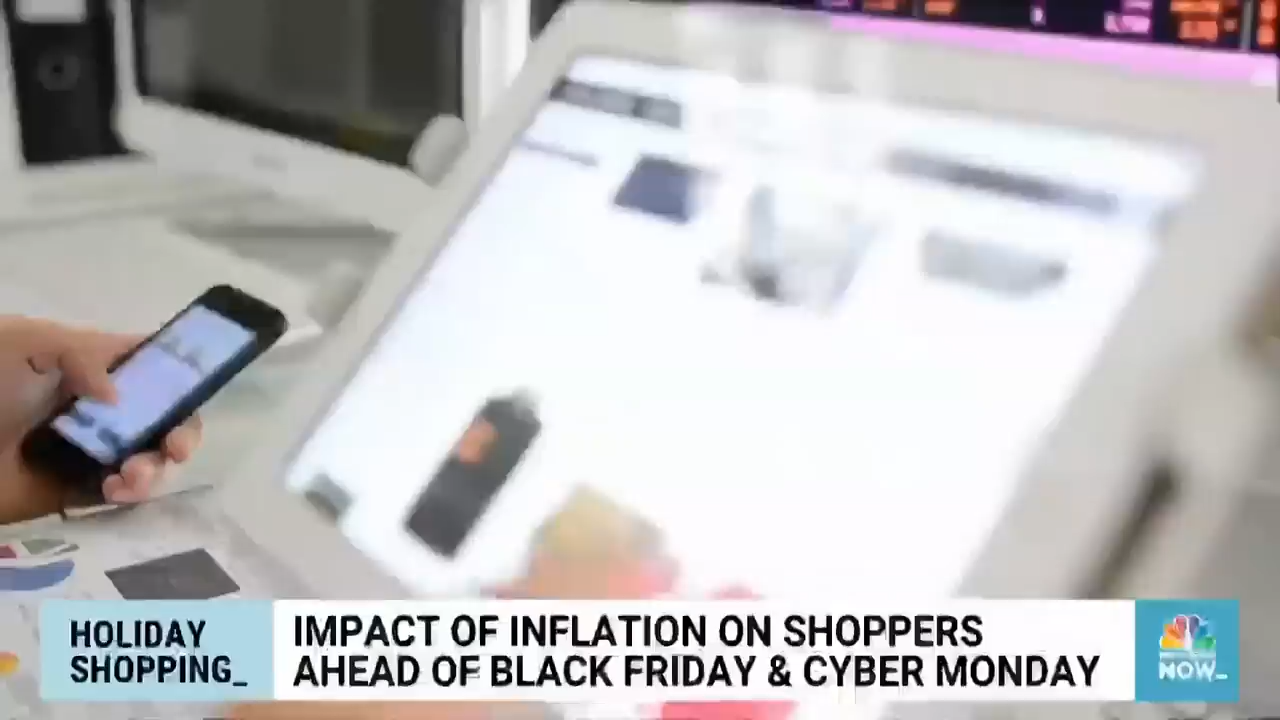 HOLIDAY
SHOPPING_
IMPACT OF INFLATION ON SHOPPERS
AHEAD OF BLACK FRIDAY & CYBER MONDAY
NOW_